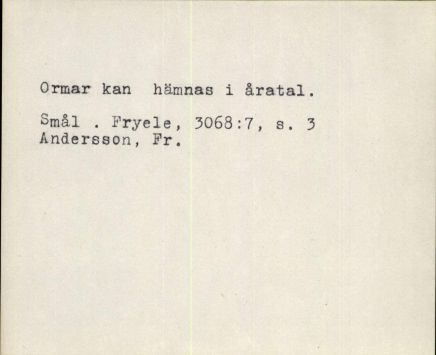 Ormar kan hämnas i åratal.
Smål . Fryele, 3068:7, s. 3
Andersson, Fr.